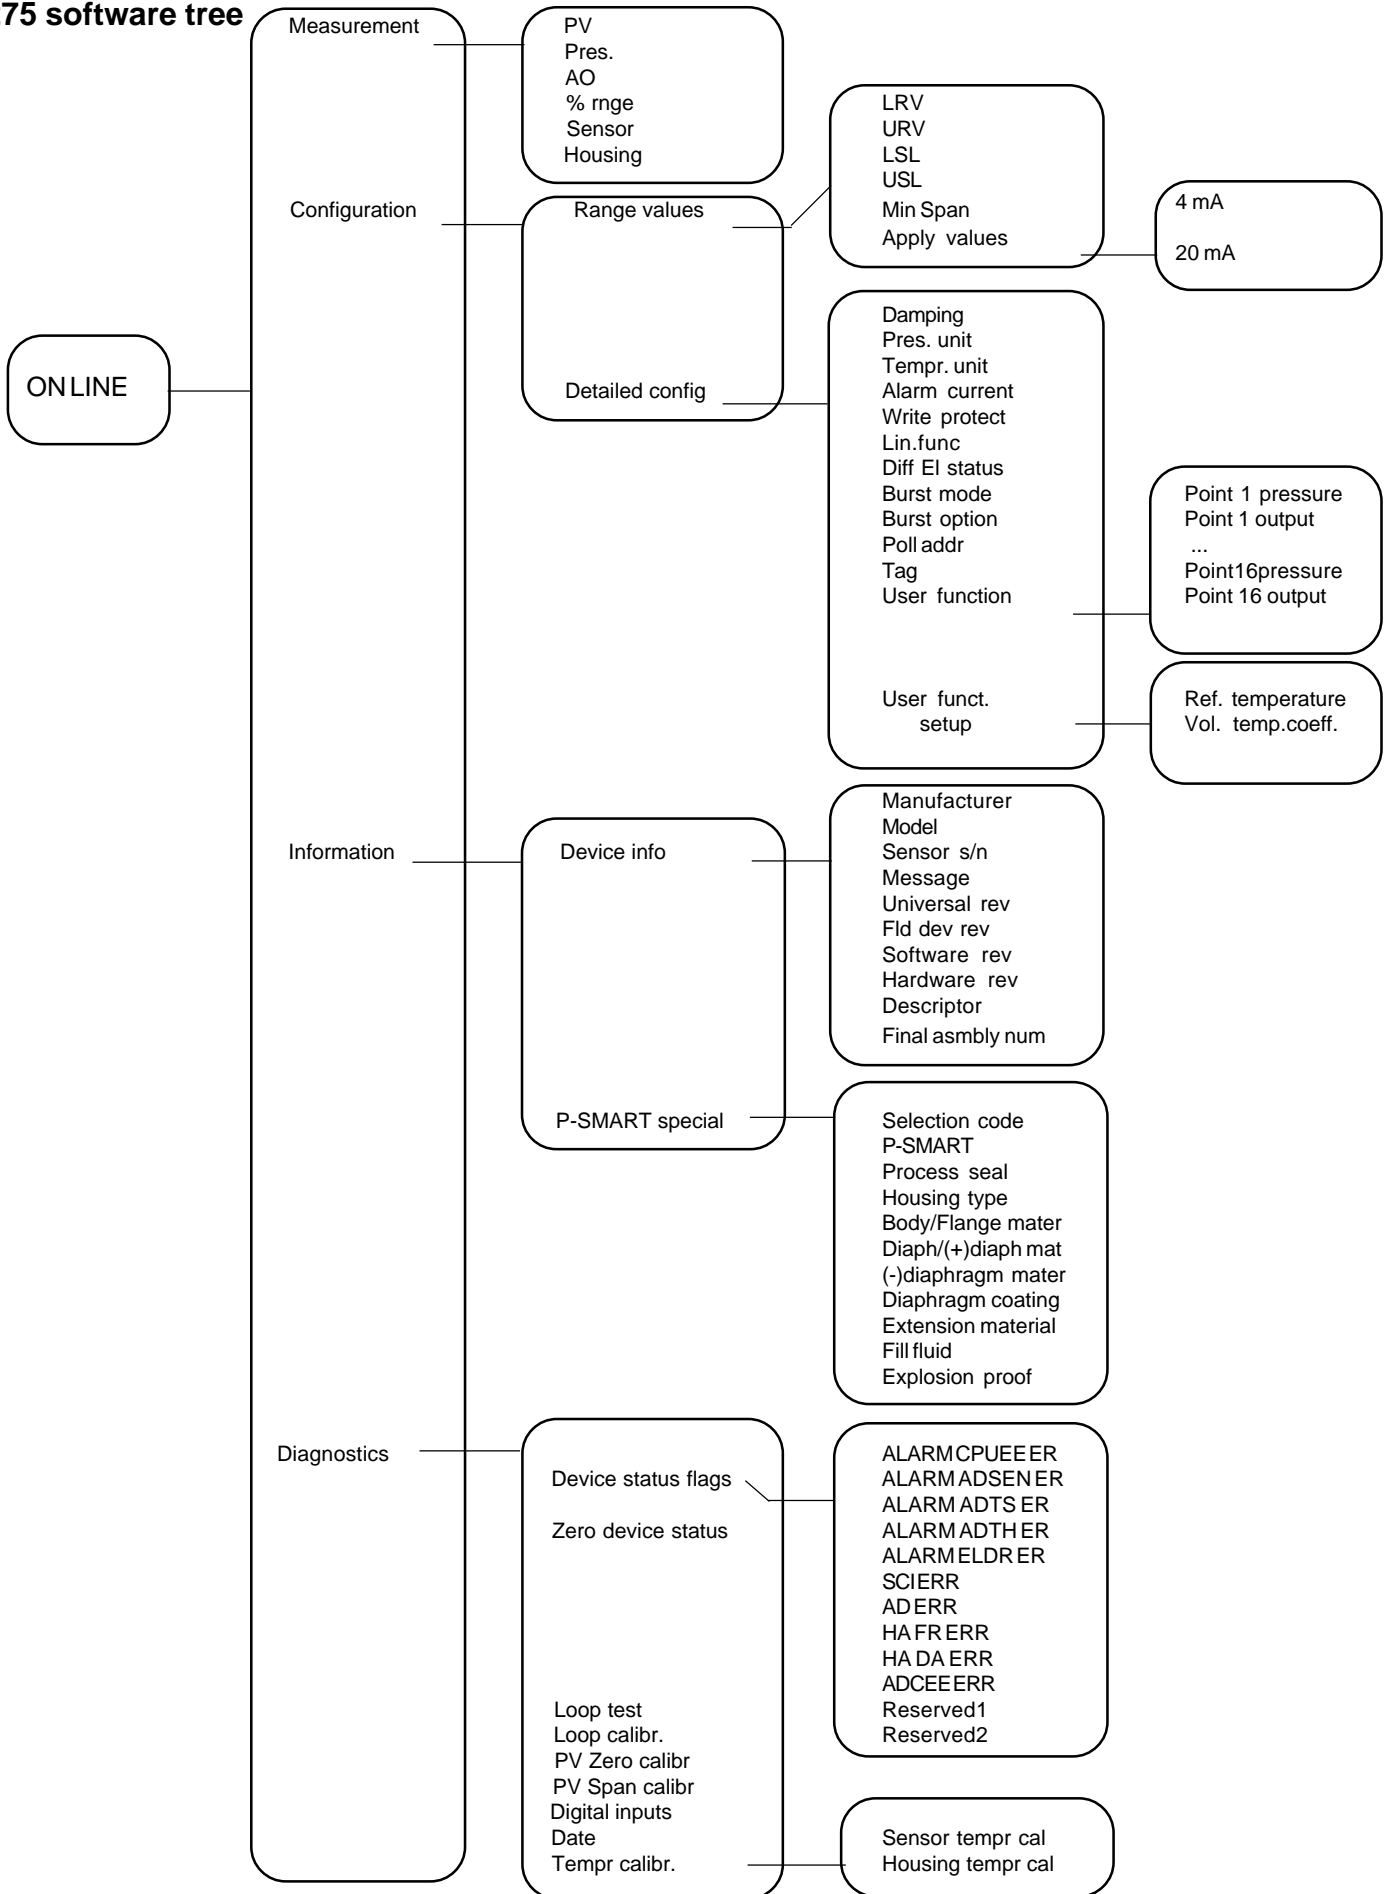 75 software tree
ONLINE
Measurement
PV
Pres.
AO
% rnge
Sensor
Housing
Configuration
Range values
LRV
URV
LSL
USL
Min Span
Apply values
4 mA
20 mA
Detailed config
Damping
Pres. unit
Tempr. unit
Alarm current
Write protect
Lin.func
Diff El status
Burst mode
Burst option
Poll addr
Tag
User function
Point 1 pressure
Point 1 output
...
Point16pressure
Point 16 output
User funct.
setup
Ref. temperature
Vol. temp.coeff.
Information
Device info
Manufacturer
Model
Sensor s/n
Message
Universal rev
Fld dev rev
Software rev
Hardware rev
Descriptor
Final asmbly num
P-SMART special
Selection code
P-SMART
Process seal
Housing type
Body/Flange mater
Diaph/(+)diaph mat
(-)diaphragm mater
Diaphragm coating
Extension material
Fill fluid
Explosion proof
Diagnostics
Device status flags
Zero device status
ALARM CPUEE ER
ALARM ADSEN ER
ALARM ADTS ER
ALARM ADTH ER
ALARM ELDR ER
SCI ERR
AD ERR
HA FR ERR
HA DA ERR
ADCEE ERR
Reserved1
Reserved2
Loop test
Loop calibr.
PV Zero calibr
PV Span calibr
Digital inputs
Date
Tempr calibr.
Sensor tempr cal
Housing tempr cal